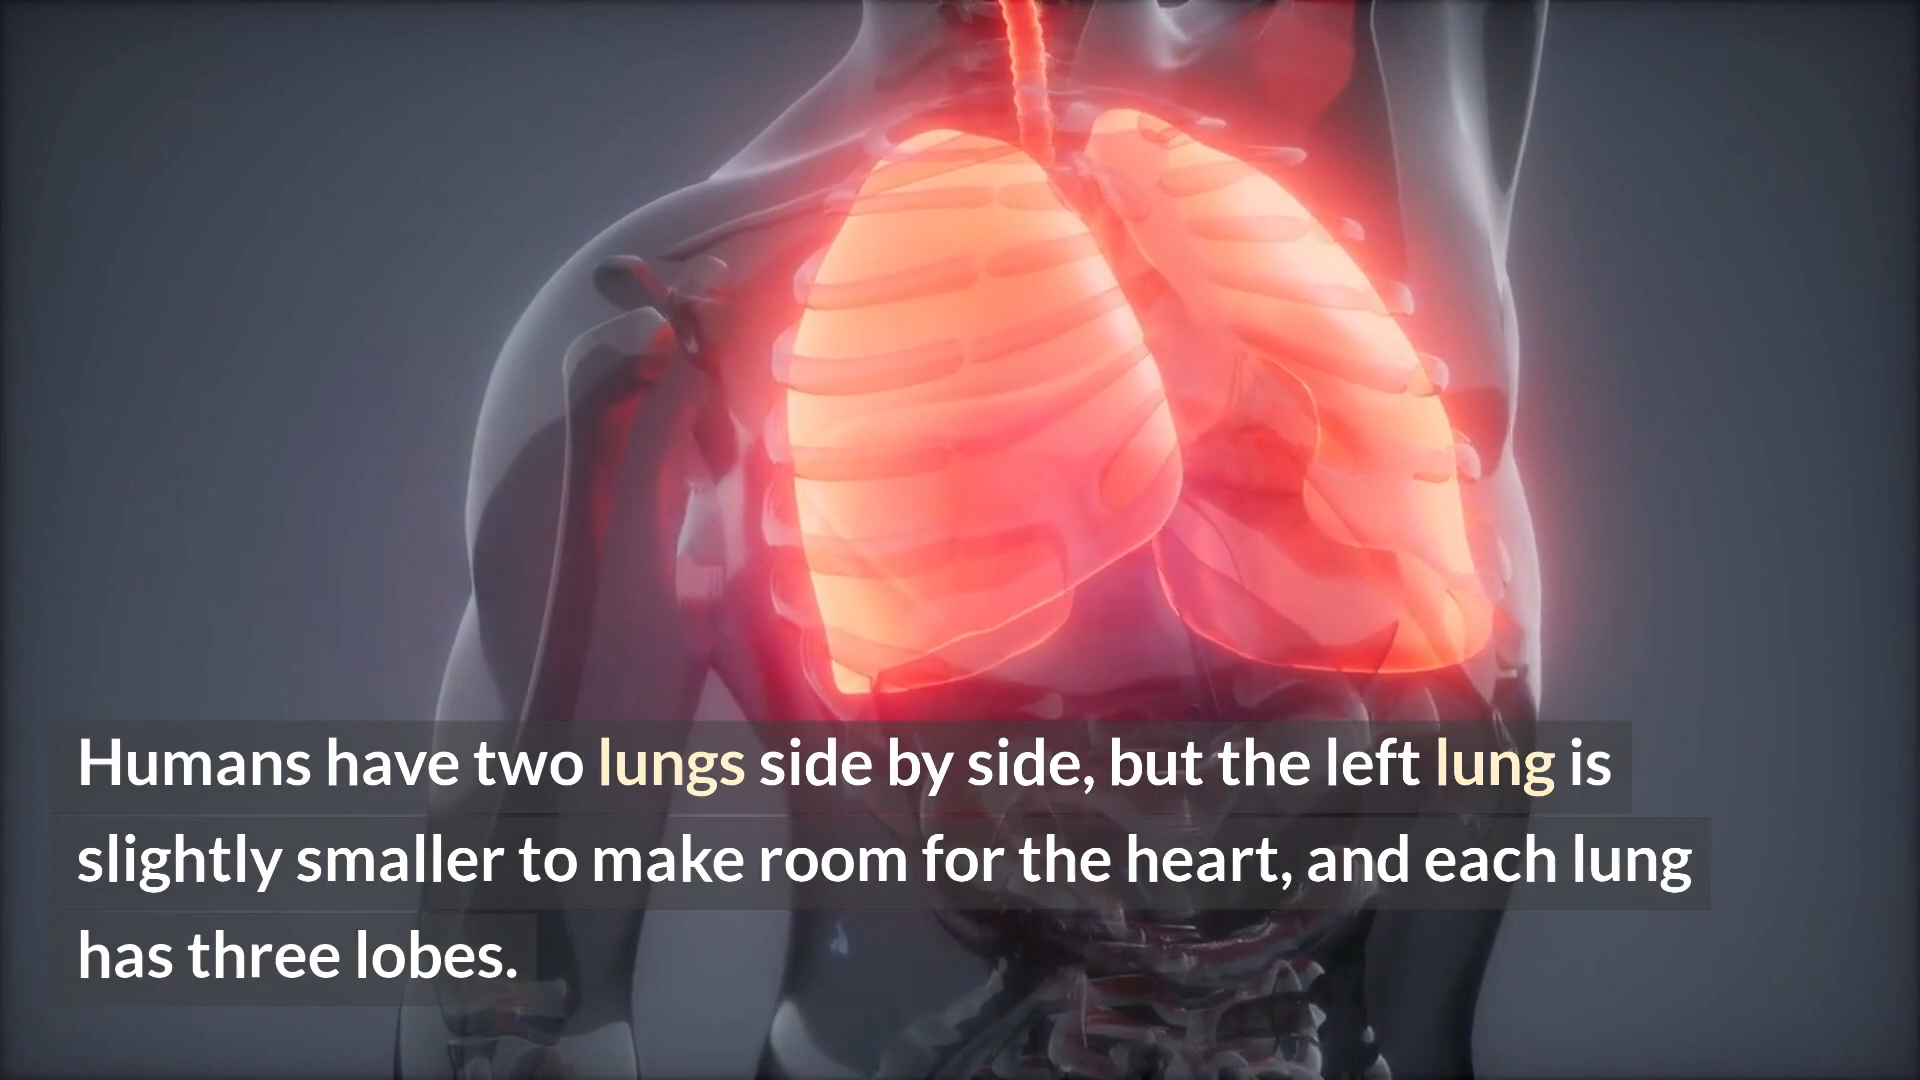 Humans have two lungs side by side, but the left lung is
slightly smaller to make room for the heart, and each lung
has three lobes.